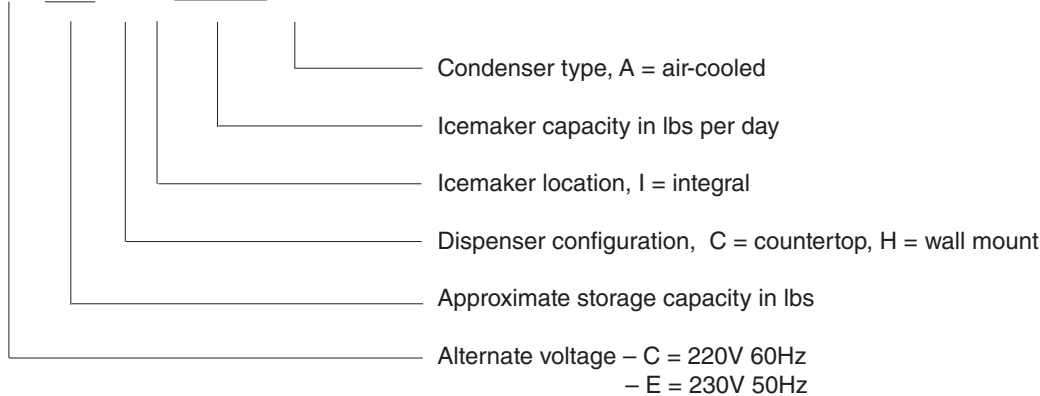 Condenser type, A = air-cooled
Icemaker capacity in lbs per day
Icemaker location, I = integral
Dispenser configuration,  C = countertop, H = wall mount
Approximate storage capacity in lbs
Alternate voltage – C = 220V 60Hz
– E = 230V 50Hz